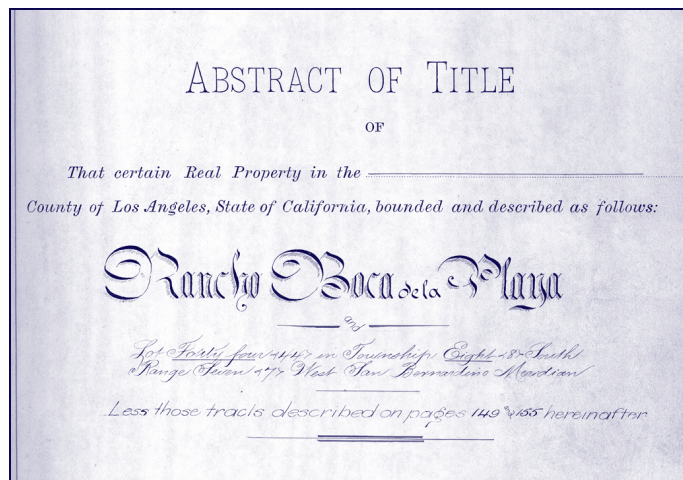 ABSTRACT OF TITLE
OF
That certain Real Property in the
County of Los Angeles, State of California, bounded and described as follows:
Rancho Boca de la Playa
and
Lot Forty four <44> in Township Eight <8> South
Range Seven <7> West San Bernardino Meridian
Less those tracts described on pages 149 & 155 hereinafter